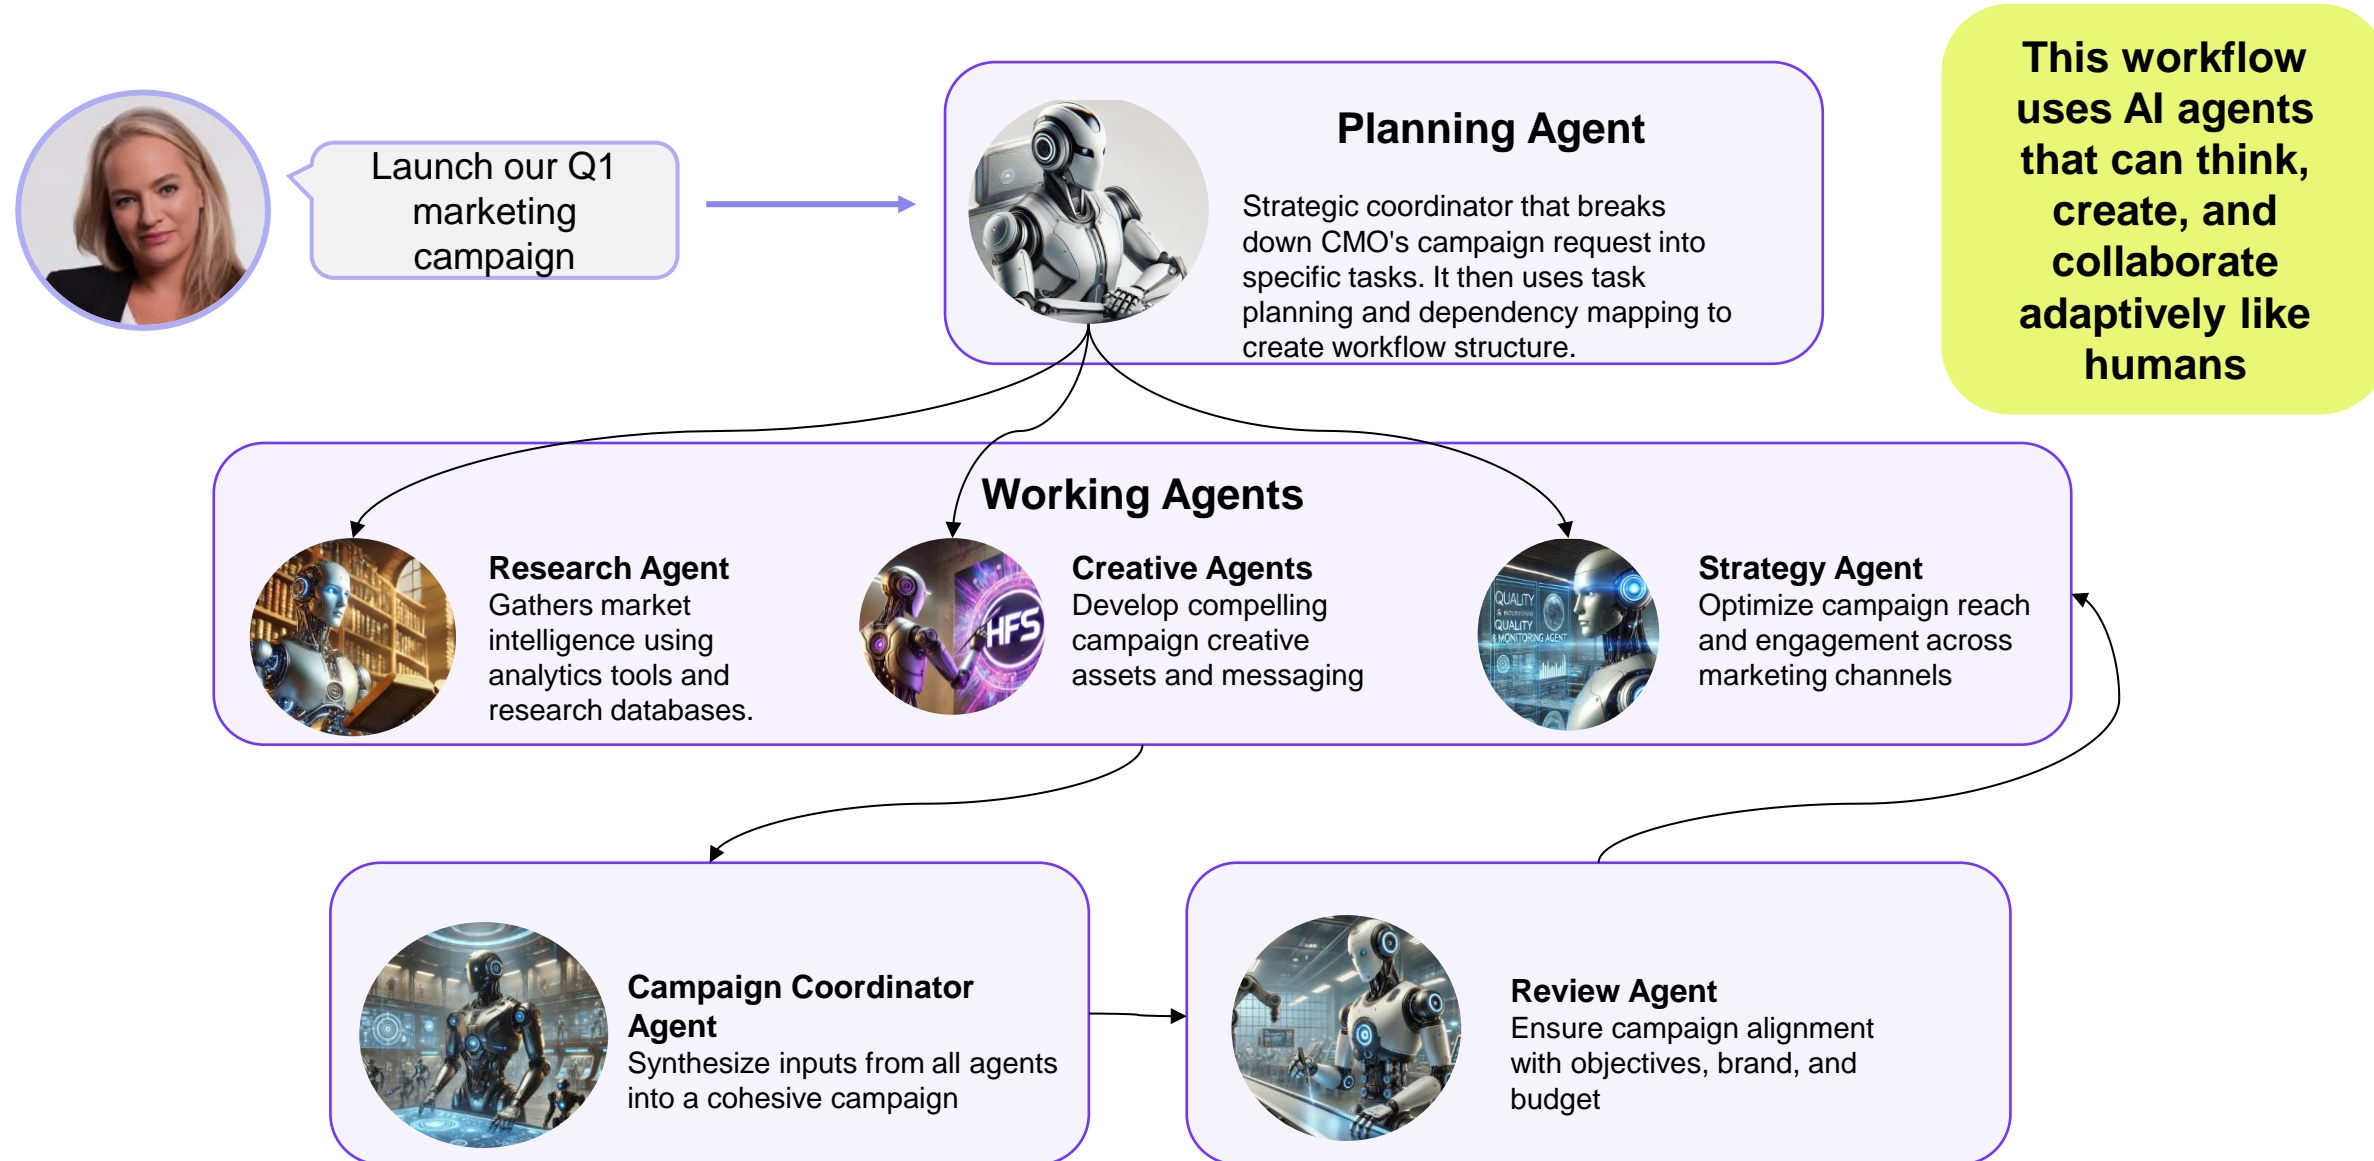 Launch our Q1
marketing
campaign
Planning Agent
Strategic coordinator that breaks
down CMO's campaign request into
specific tasks. It then uses task
planning and dependency mapping to
create workflow structure.
This workflow
uses AI agents
that can think,
create, and
collaborate
adaptively like
humans
Working Agents
Research Agent
Gathers market
intelligence using
analytics tools and
research databases.
HFS
Creative Agents
Develop compelling
campaign creative
assets and messaging
QUALITY
QUALITY
& MONITORING AGENT
Strategy Agent
Optimize campaign reach
and engagement across
marketing channels
Campaign Coordinator
Agent
Synthesize inputs from all agents
into a cohesive campaign
Review Agent
Ensure campaign alignment
with objectives, brand, and
budget